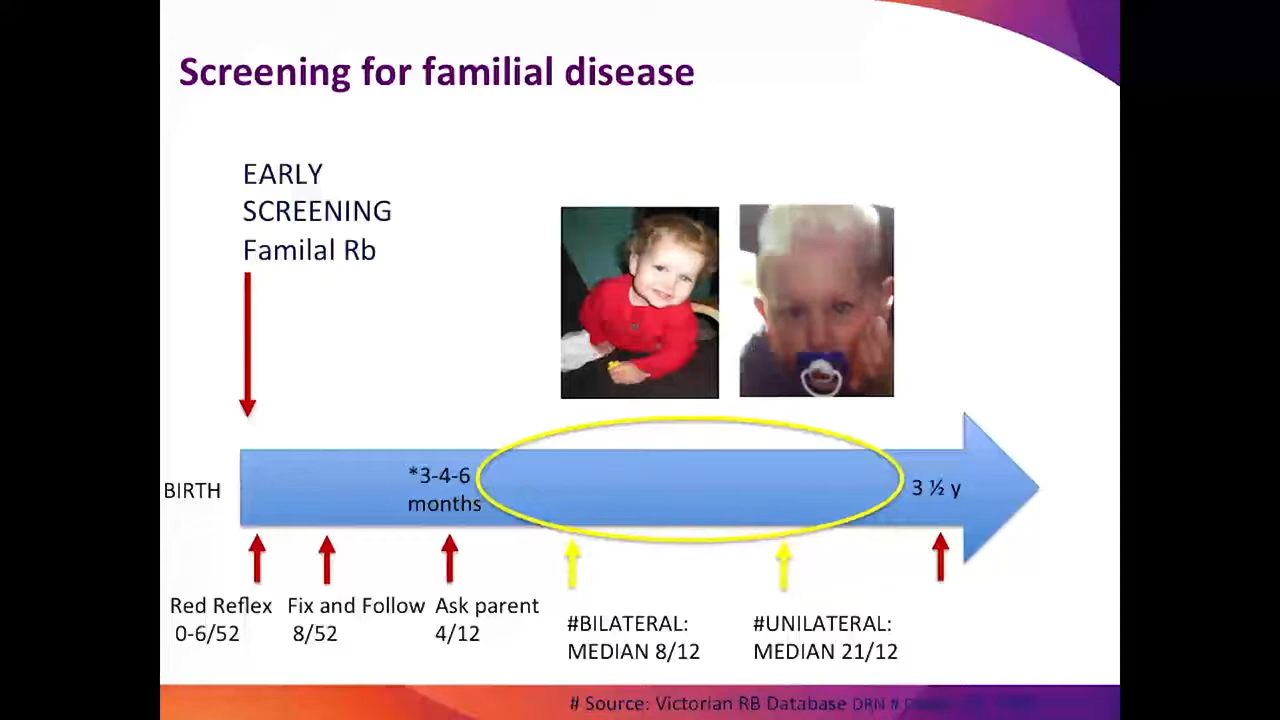 Screening for familial disease
EARLY
SCREENING
Familal Rb
*3-4-6
months
BIRTH
3 ½ y
Red Reflex
0-6/52
Fix and Follow
8/52
Ask parent
4/12
#BILATERAL:
MEDIAN 8/12
#UNILATERAL:
MEDIAN 21/12
# Source: Victorian RB Database DRN #